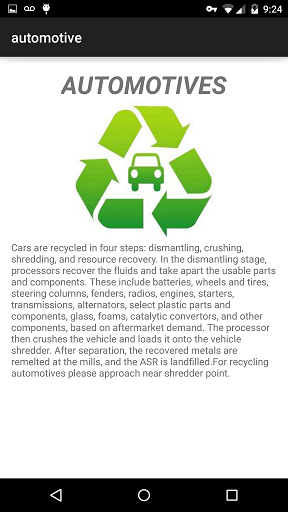 9:24
automotive
AUTOMOTIVES
Cars are recycled in four steps: dismantling, crushing,
shredding, and resource recovery. In the dismantling stage,
processors recover the fluids and take apart the usable parts
and components. These include batteries, wheels and tires,
steering columns, fenders, radios, engines, starters,
transmissions, alternators, select plastic parts and
components, glass, foams, catalytic convertors, and other
components, based on aftermarket demand. The processor
then crushes the vehicle and loads it onto the vehicle
shredder. After separation, the recovered metals are
remelted at the mills, and the ASR is landfilled.For recycling
automotives please approach near shredder point.